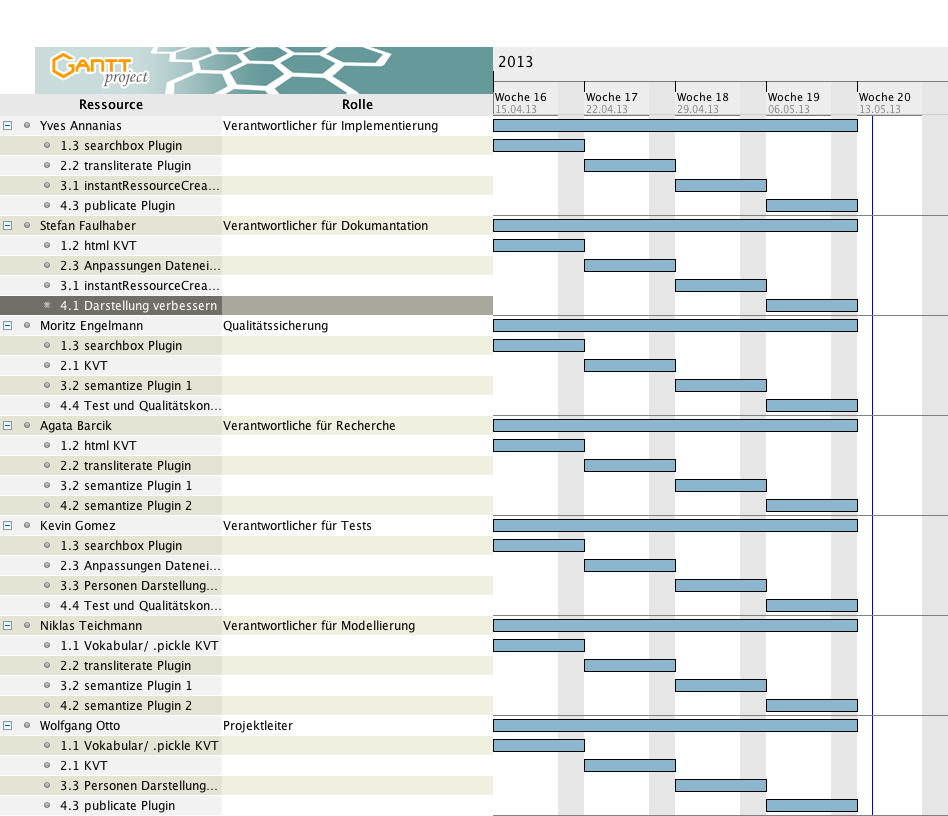 GANTT project
2013
Ressource Rolle Woche 16 Woche 17 Woche 18 Woche 19 Woche 20
15.04.13 22.04.13 29.04.13 06.05.13 13.05.13
Yves Annanias Verantwortlicher für Implementierung
1.3 searchbox Plugin
2.2 transliterate Plugin
3.1 instantRessourceCrea...
4.3 publicate Plugin
Stefan Faulhaber Verantwortlicher für Dokumantation
1.2 html KVT
2.3 Anpassungen Datenei...
3.1 instantRessourceCrea...
4.1 Darstellung verbessern
Moritz Engelmann Qualitätssicherung
1.3 searchbox Plugin
2.1 KVT
3.2 semantize Plugin 1
4.4 Test und Qualitätskon...
Agata Barcik Verantwortliche für Recherche
1.2 html KVT
2.2 transliterate Plugin
3.2 semantize Plugin 1
4.2 semantize Plugin 2
Kevin Gomez Verantwortlicher für Tests
1.3 searchbox Plugin
2.3 Anpassungen Datenei...
3.3 Personen Darstellung...
4.4 Test und Qualitätskon...
Niklas Teichmann Verantwortlicher für Modellierung
1.1 Vokabular/ .pickle KVT
2.2 transliterate Plugin
3.2 semantize Plugin 1
4.2 semantize Plugin 2
Wolfgang Otto Projektleiter
1.1 Vokabular/ .pickle KVT
2.1 KVT
3.3 Personen Darstellung...
4.3 publicate Plugin